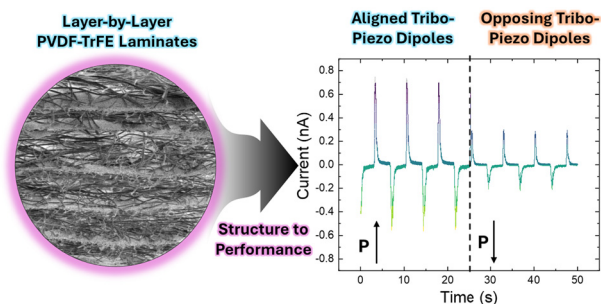 Layer-by-Layer
PVDF-TrFE Laminates
Structure to
Performance
Aligned Tribo-
Piezo Dipoles
Opposing Tribo-
Piezo Dipoles
Current (nA)
0.8
0.6
0.4
0.2
0.0
-0.2
-0.4
-0.6
-0.8
P
P
0 10 20 30 40 50
Time (s)